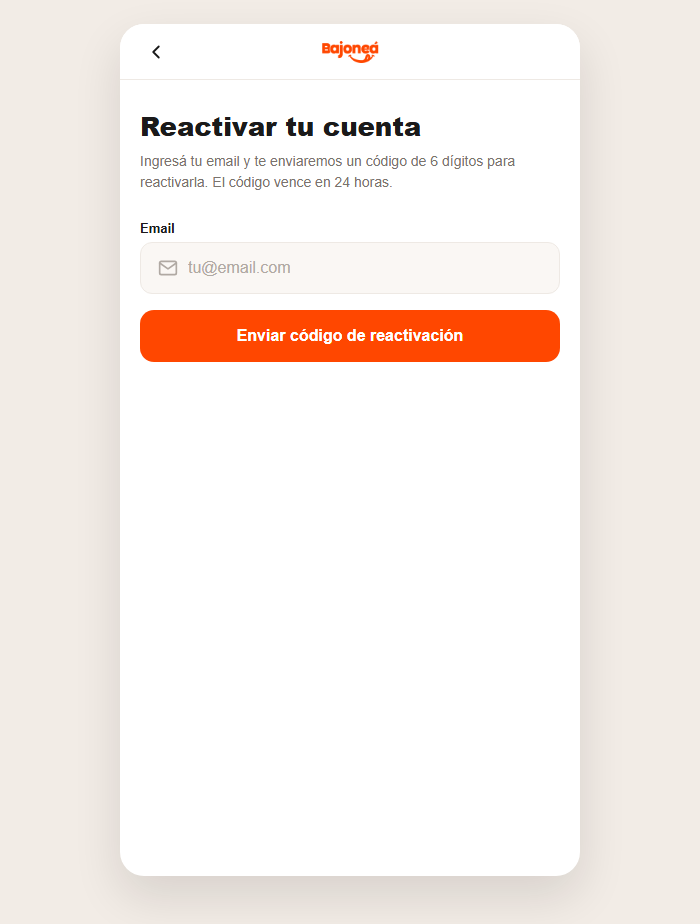 Bajoneá
Reactivar tu cuenta
Ingresá tu email y te enviaremos un código de 6 dígitos para
reactivarla. El código vence en 24 horas.
Email
tu@email.com
Enviar código de reactivación